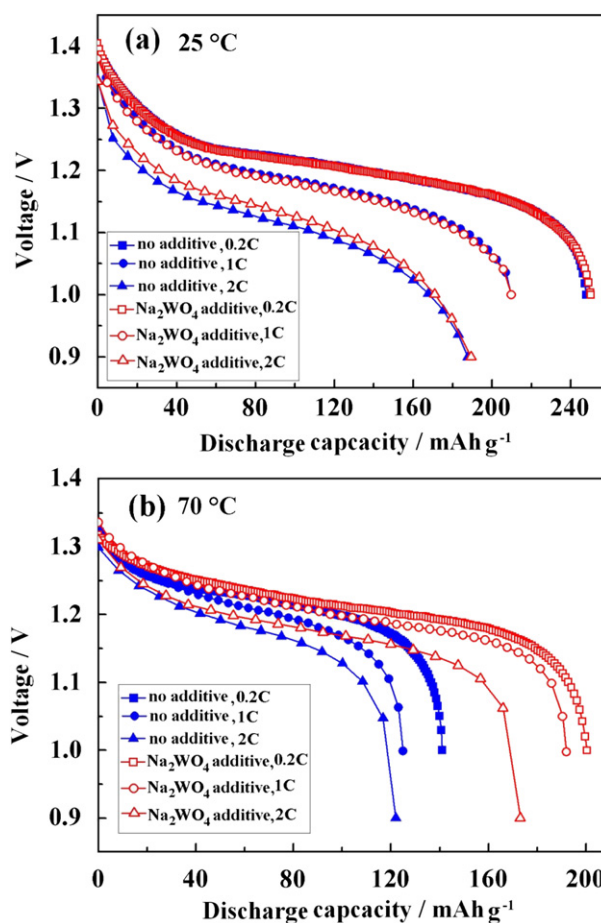 (a) 25 °C
1.4
1.3
1.2
1.1
1.0
0.9
Voltage / V
no additive,0.2C
no additive,1C
no additive,2C
Na₂WO₄ additive,0.2C
Na₂WO₄ additive,1C
Na₂WO₄ additive,2C
0 40 80 120 160 200 240
Discharge capcacity / mAh g⁻¹
(b) 70 °C
1.4
1.3
1.2
1.1
1.0
0.9
Voltage / V
no additive,0.2C
no additive,1C
no additive,2C
Na₂WO₄ additive,0.2C
Na₂WO₄ additive,1C
Na₂WO₄ additive,2C
0 40 80 120 160 200
Discharge capcacity / mAh g⁻¹